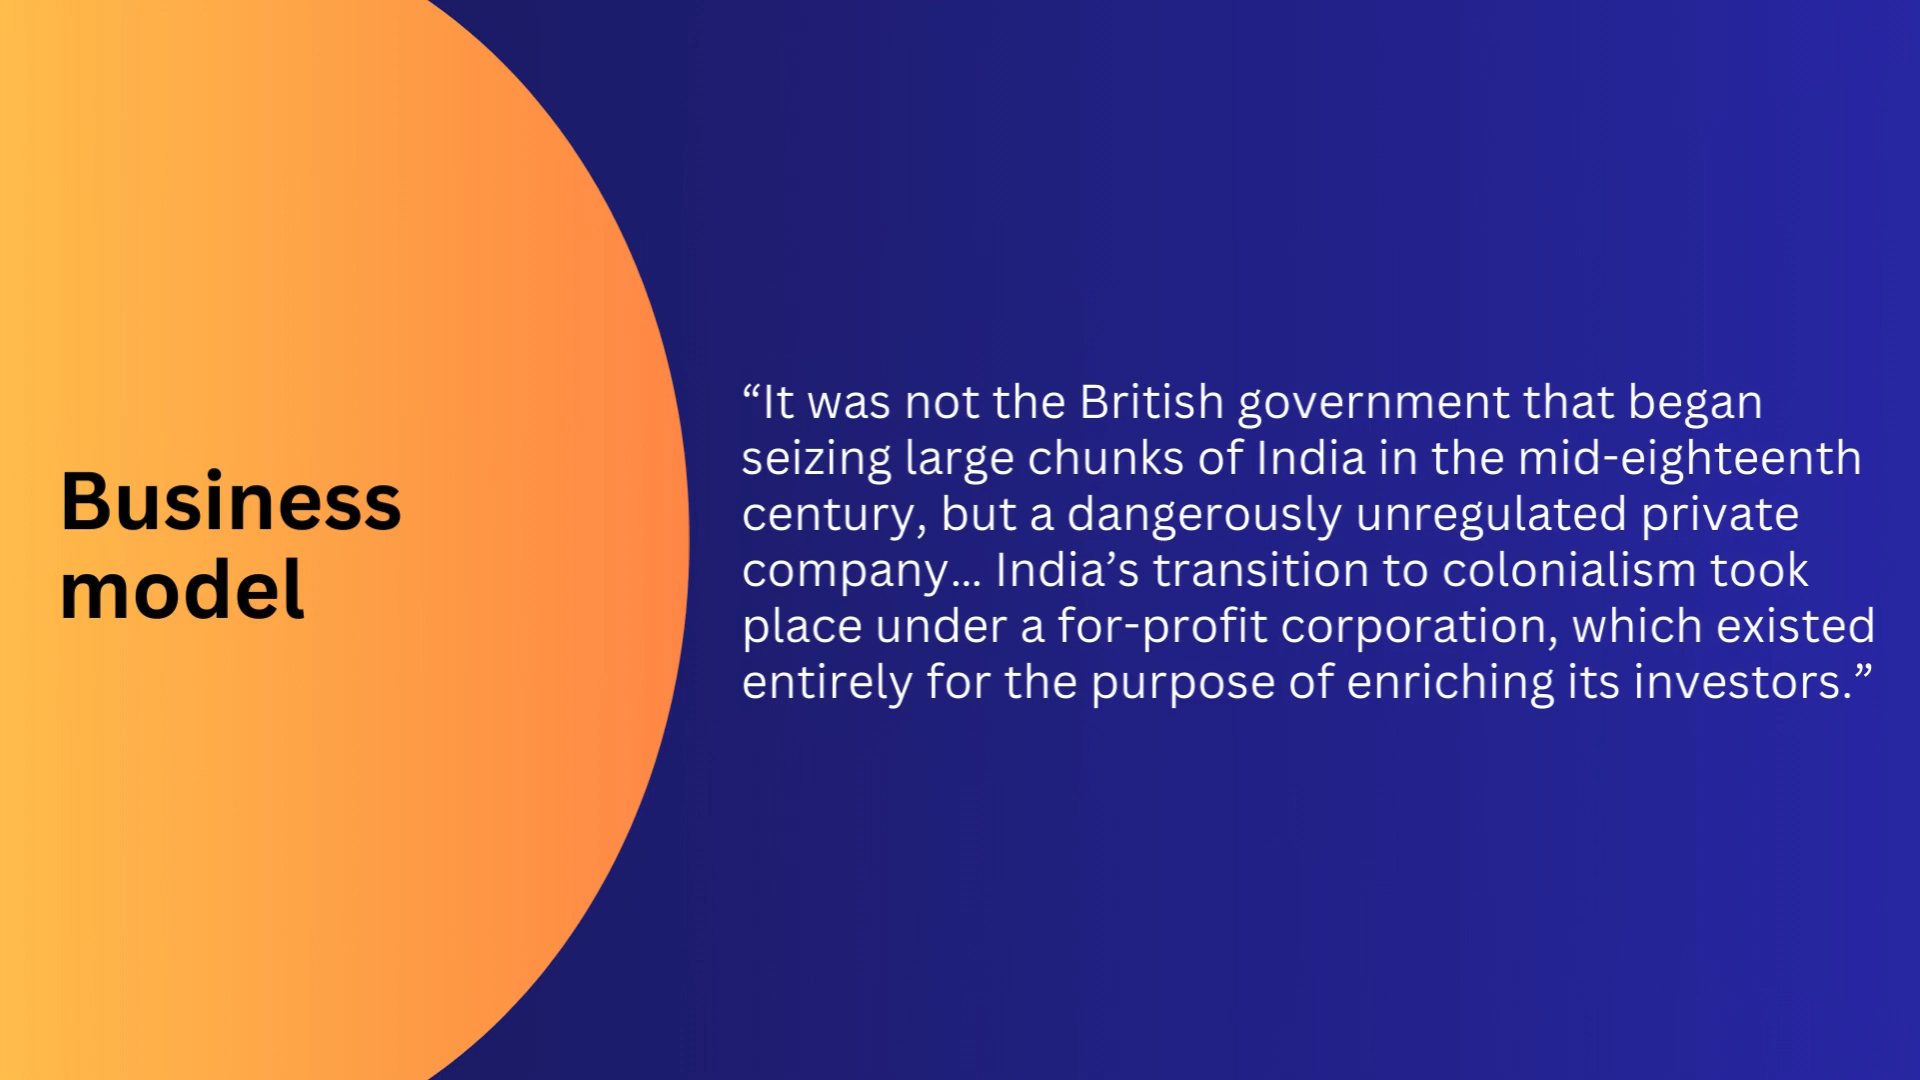 Business
model
“It was not the British government that began
seizing large chunks of India in the mid-eighteenth
century, but a dangerously unregulated private
company... India’s transition to colonialism took
place under a for-profit corporation, which existed
entirely for the purpose of enriching its investors.”